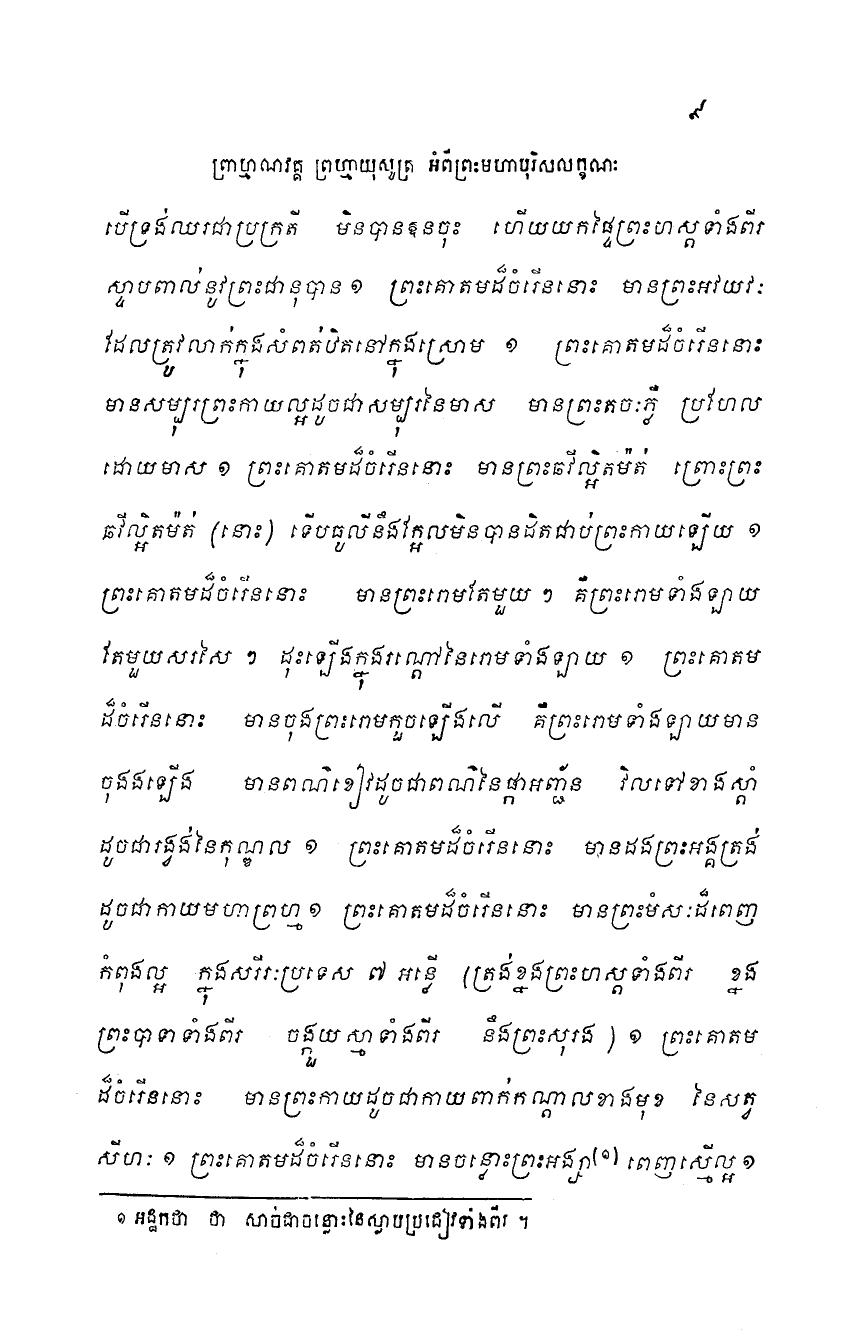 ៩
ព្រាហ្មណវគ្គ ព្រហ្មាយុសូត្រ អំពីព្រះមហាបុរិសលក្ខណៈ
បើទ្រង់ឈរជាប្រក្រតី មិនបានឱនចុះ ហើយយកផ្ទៃព្រះហស្តទាំងពីរ
ស្ទាបពាល់នូវព្រះជានុបាន ១ ព្រះគោតមដ៏ចំរើននោះ មានព្រះអវយវៈ
ដែលត្រូវលាក់ក្នុងសំពត់ឋិតនៅក្នុងស្រោម ១ ព្រះគោតមដ៏ចំរើននោះ
មានសម្បុរព្រះកាយល្អដូចជាសម្បុរនៃមាស មានព្រះតចៈភ្លឺ ប្រហែល
ដោយមាស ១ ព្រះគោតមដ៏ចំរើននោះ មានព្រះឆវីល្អិតម៉ត់ ព្រោះព្រះ
ឆវីល្អិតម៉ត់ (នោះ) ទើបធូលីនឹងក្អែលមិនបានដិតជាប់ព្រះកាយឡើយ ១
ព្រះគោតមដ៏ចំរើននោះ មានព្រះរោមតែមួយ ៗ គឺព្រះរោមទាំងឡាយ
តែមួយសរសៃ ៗ ដុះឡើងក្នុងរណ្តៅនៃរោមទាំងឡាយ ១ ព្រះគោតម
ដ៏ចំរើននោះ មានចុងព្រះរោមកួចឡើងលើ គឺព្រះរោមទាំងឡាយមាន
ចុងងឡើង មានពណ៌ខៀវដូចជាពណ៌នៃផ្កាអញ្ជ័ន វិលទៅខាងស្តាំ
ដូចជារង្វង់នៃកុណ្ឌល ១ ព្រះគោតមដ៏ចំរើននោះ មានដងព្រះអង្គត្រង់
ដូចជាកាយមហាព្រហ្ម ១ ព្រះគោតមដ៏ចំរើននោះ មានព្រះមំសៈដ៏ពេញ
កំពុងល្អ ក្នុងសរីរៈប្រទេស ៧ អន្លើ (ត្រង់ខ្នងព្រះហស្តទាំងពីរ ខ្នង
ព្រះបាទាទាំងពីរ ចង្កួយស្មាទាំងពីរ នឹងព្រះសុរង ) ១ ព្រះគោតម
ដ៏ចំរើននោះ មានព្រះកាយដូចជាកាយពាក់កណ្តាលខាងមុខ នៃសត្វ
សីហៈ ១ ព្រះគោតមដ៏ចំរើននោះ មានចន្លោះព្រះអង្សា(១) ពេញស្មើល្អ ១
១ អដ្ឋកថា ថា សាច់ជាចន្លោះនៃស្លាបប្រដៀវទាំងពីរ ។